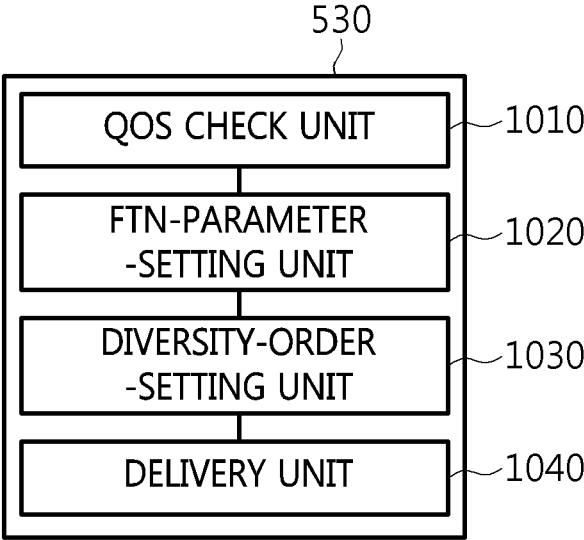 530
QOS CHECK UNIT
1010
FTN-PARAMETER
-SETTING UNIT
1020
DIVERSITY-ORDER
-SETTING UNIT
1030
DELIVERY UNIT
1040